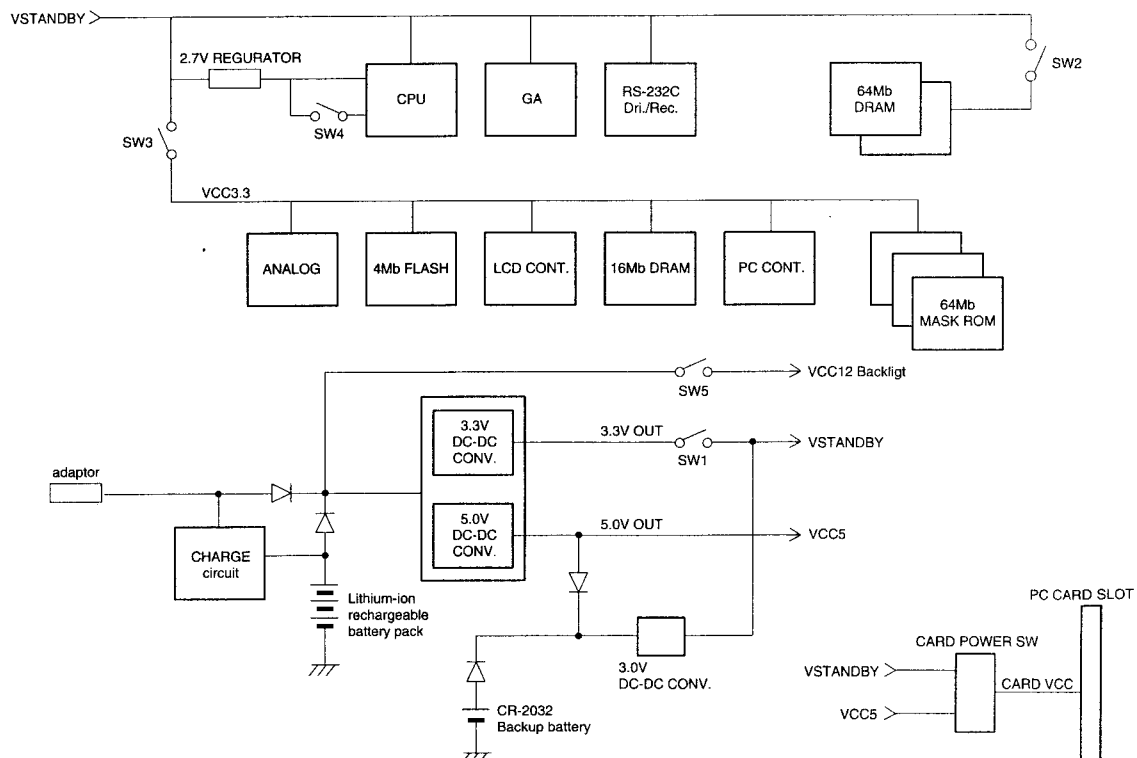 VSTANDBY
2.7V REGURATOR
CPU
GA
RS-232C
Dri./Rec.
64Mb
DRAM
SW2
SW4
SW3
VCC3.3
ANALOG
4Mb FLASH
LCD CONT.
16Mb DRAM
PC CONT.
64Mb
MASK ROM
SW5
VCC12 Backfigt
3.3V
DC-DC
CONV.
3.3V OUT
SW1
VSTANDBY
adaptor
5.0V
DC-DC
CONV.
5.0V OUT
VCC5
CHARGE
circuit
Lithium-ion
rechargeable
battery pack
3.0V
DC-DC CONV.
CR-2032
Backup battery
PC CARD SLOT
CARD POWER SW
VSTANDBY
CARD VCC
VCC5